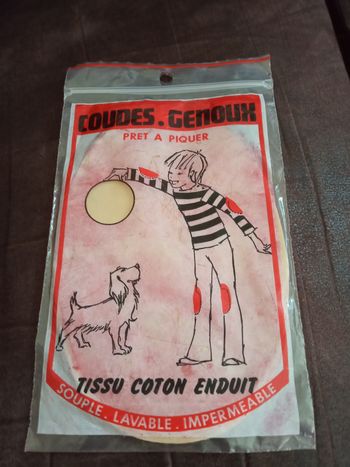 COUDES.GENOUX
PRET A PIQUER
TISSU COTON ENDUIT
SOUPLE.LAVABLE.IMPERMEABLE